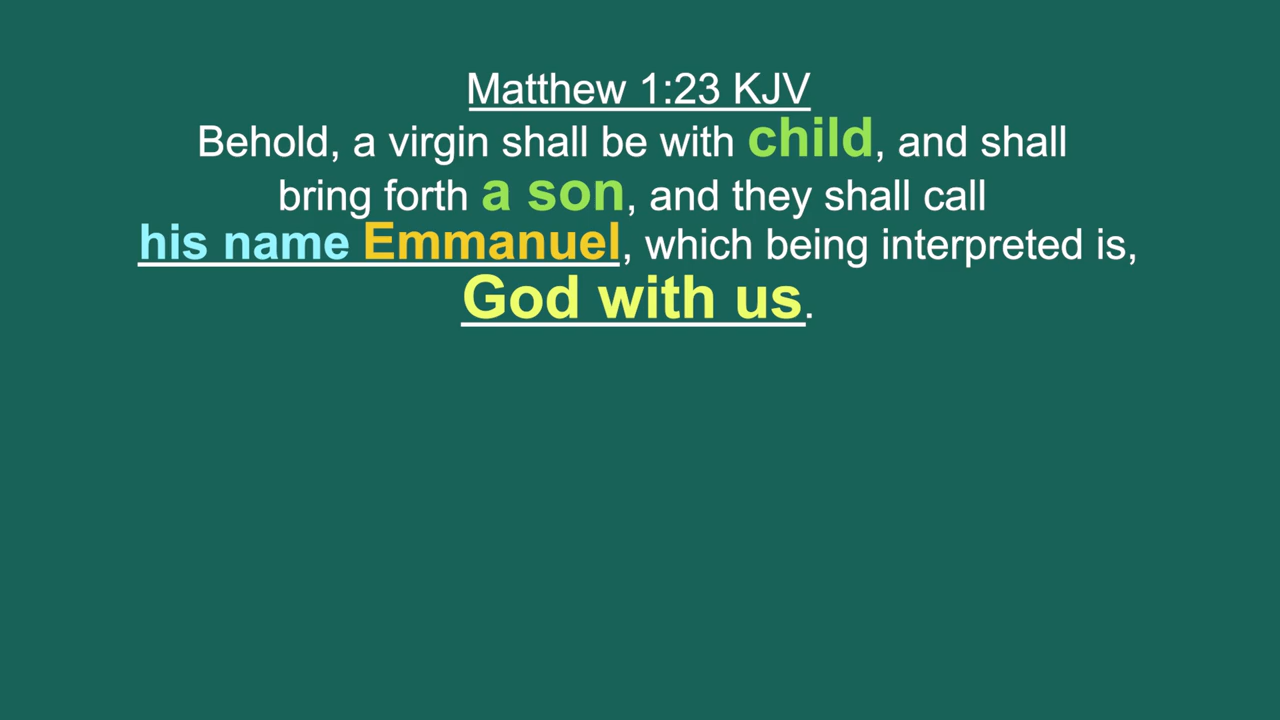 Matthew 1:23 KJV
Behold, a virgin shall be with child, and shall
bring forth a son, and they shall call
his name Emmanuel, which being interpreted is,
God with us.